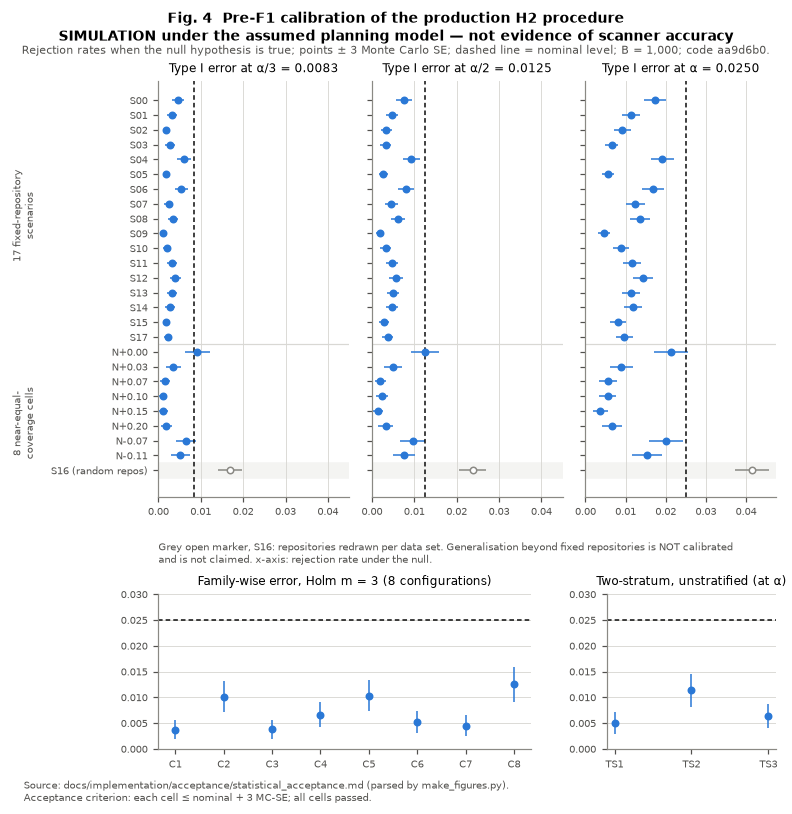 Fig. 4  Pre-F1 calibration of the production H2 procedure
SIMULATION under the assumed planning model — not evidence of scanner accuracy
Rejection rates when the null hypothesis is true; points ± 3 Monte Carlo SE; dashed line = nominal level; B = 1,000; code aa9d6b0.
Type I error at α/3 = 0.0083
Type I error at α/2 = 0.0125
Type I error at α = 0.0250
17 fixed-repository
scenarios
S00
S01
S02
S03
S04
S05
S06
S07
S08
S09
S10
S11
S12
S13
S14
S15
S17
8 near-equal-
coverage cells
N+0.00
N+0.03
N+0.07
N+0.10
N+0.15
N+0.20
N-0.07
N-0.11
S16 (random repos)
0.00 0.01 0.02 0.03 0.04
0.00 0.01 0.02 0.03 0.04
0.00 0.01 0.02 0.03 0.04
Grey open marker, S16: repositories redrawn per data set. Generalisation beyond fixed repositories is NOT calibrated
and is not claimed. x-axis: rejection rate under the null.
Family-wise error, Holm m = 3 (8 configurations)
0.030
0.025
0.020
0.015
0.010
0.005
0.000
C1 C2 C3 C4 C5 C6 C7 C8
Two-stratum, unstratified (at α)
0.030
0.025
0.020
0.015
0.010
0.005
0.000
TS1 TS2 TS3
Source: docs/implementation/acceptance/statistical_acceptance.md (parsed by make_figures.py).
Acceptance criterion: each cell ≤ nominal + 3 MC-SE; all cells passed.